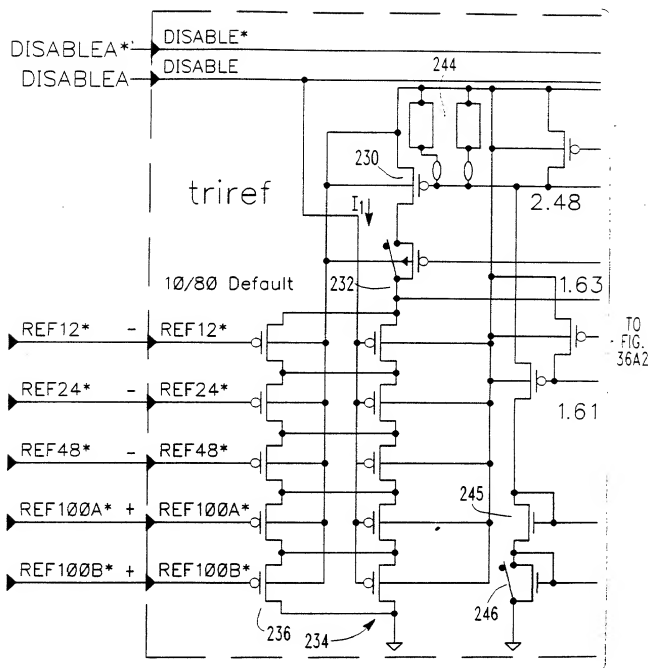 DISABLEA* DISABLE*
DISABLEA DISABLE
244
230
triref
I1
2.48
10/80 Default
232
1.63
REF12* - REF12*
TO
FIG.
36A2
REF24* - REF24*
1.61
REF48* - REF48*
245
REF100A* + REF100A*
REF100B* + REF100B*
236
234
246